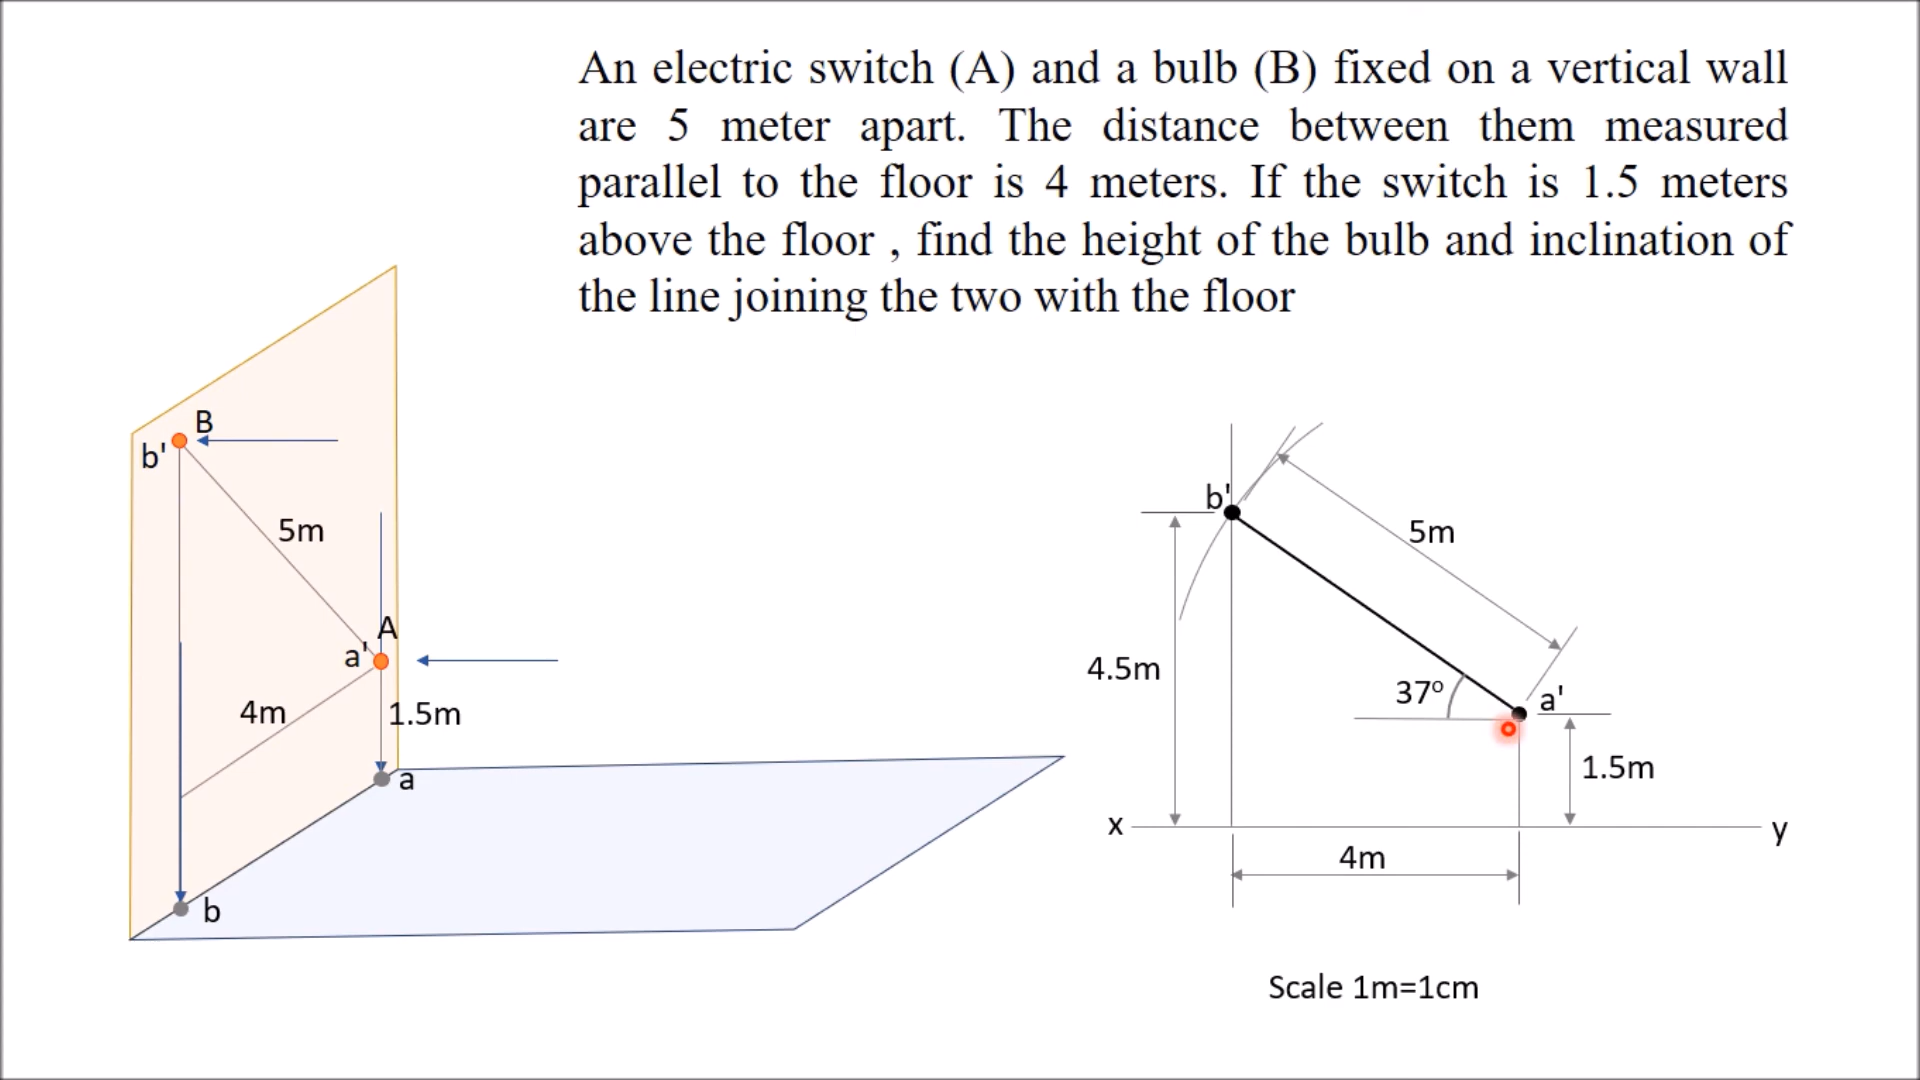 An electric switch (A) and a bulb (B) fixed on a vertical wall
are 5 meter apart. The distance between them measured
parallel to the floor is 4 meters. If the switch is 1.5 meters
above the floor , find the height of the bulb and inclination of
the line joining the two with the floor
B
b'
5m
A
a'
4m
1.5m
a
b
b'
5m
4.5m
37º
a'
1.5m
x
y
4m
Scale 1m=1cm